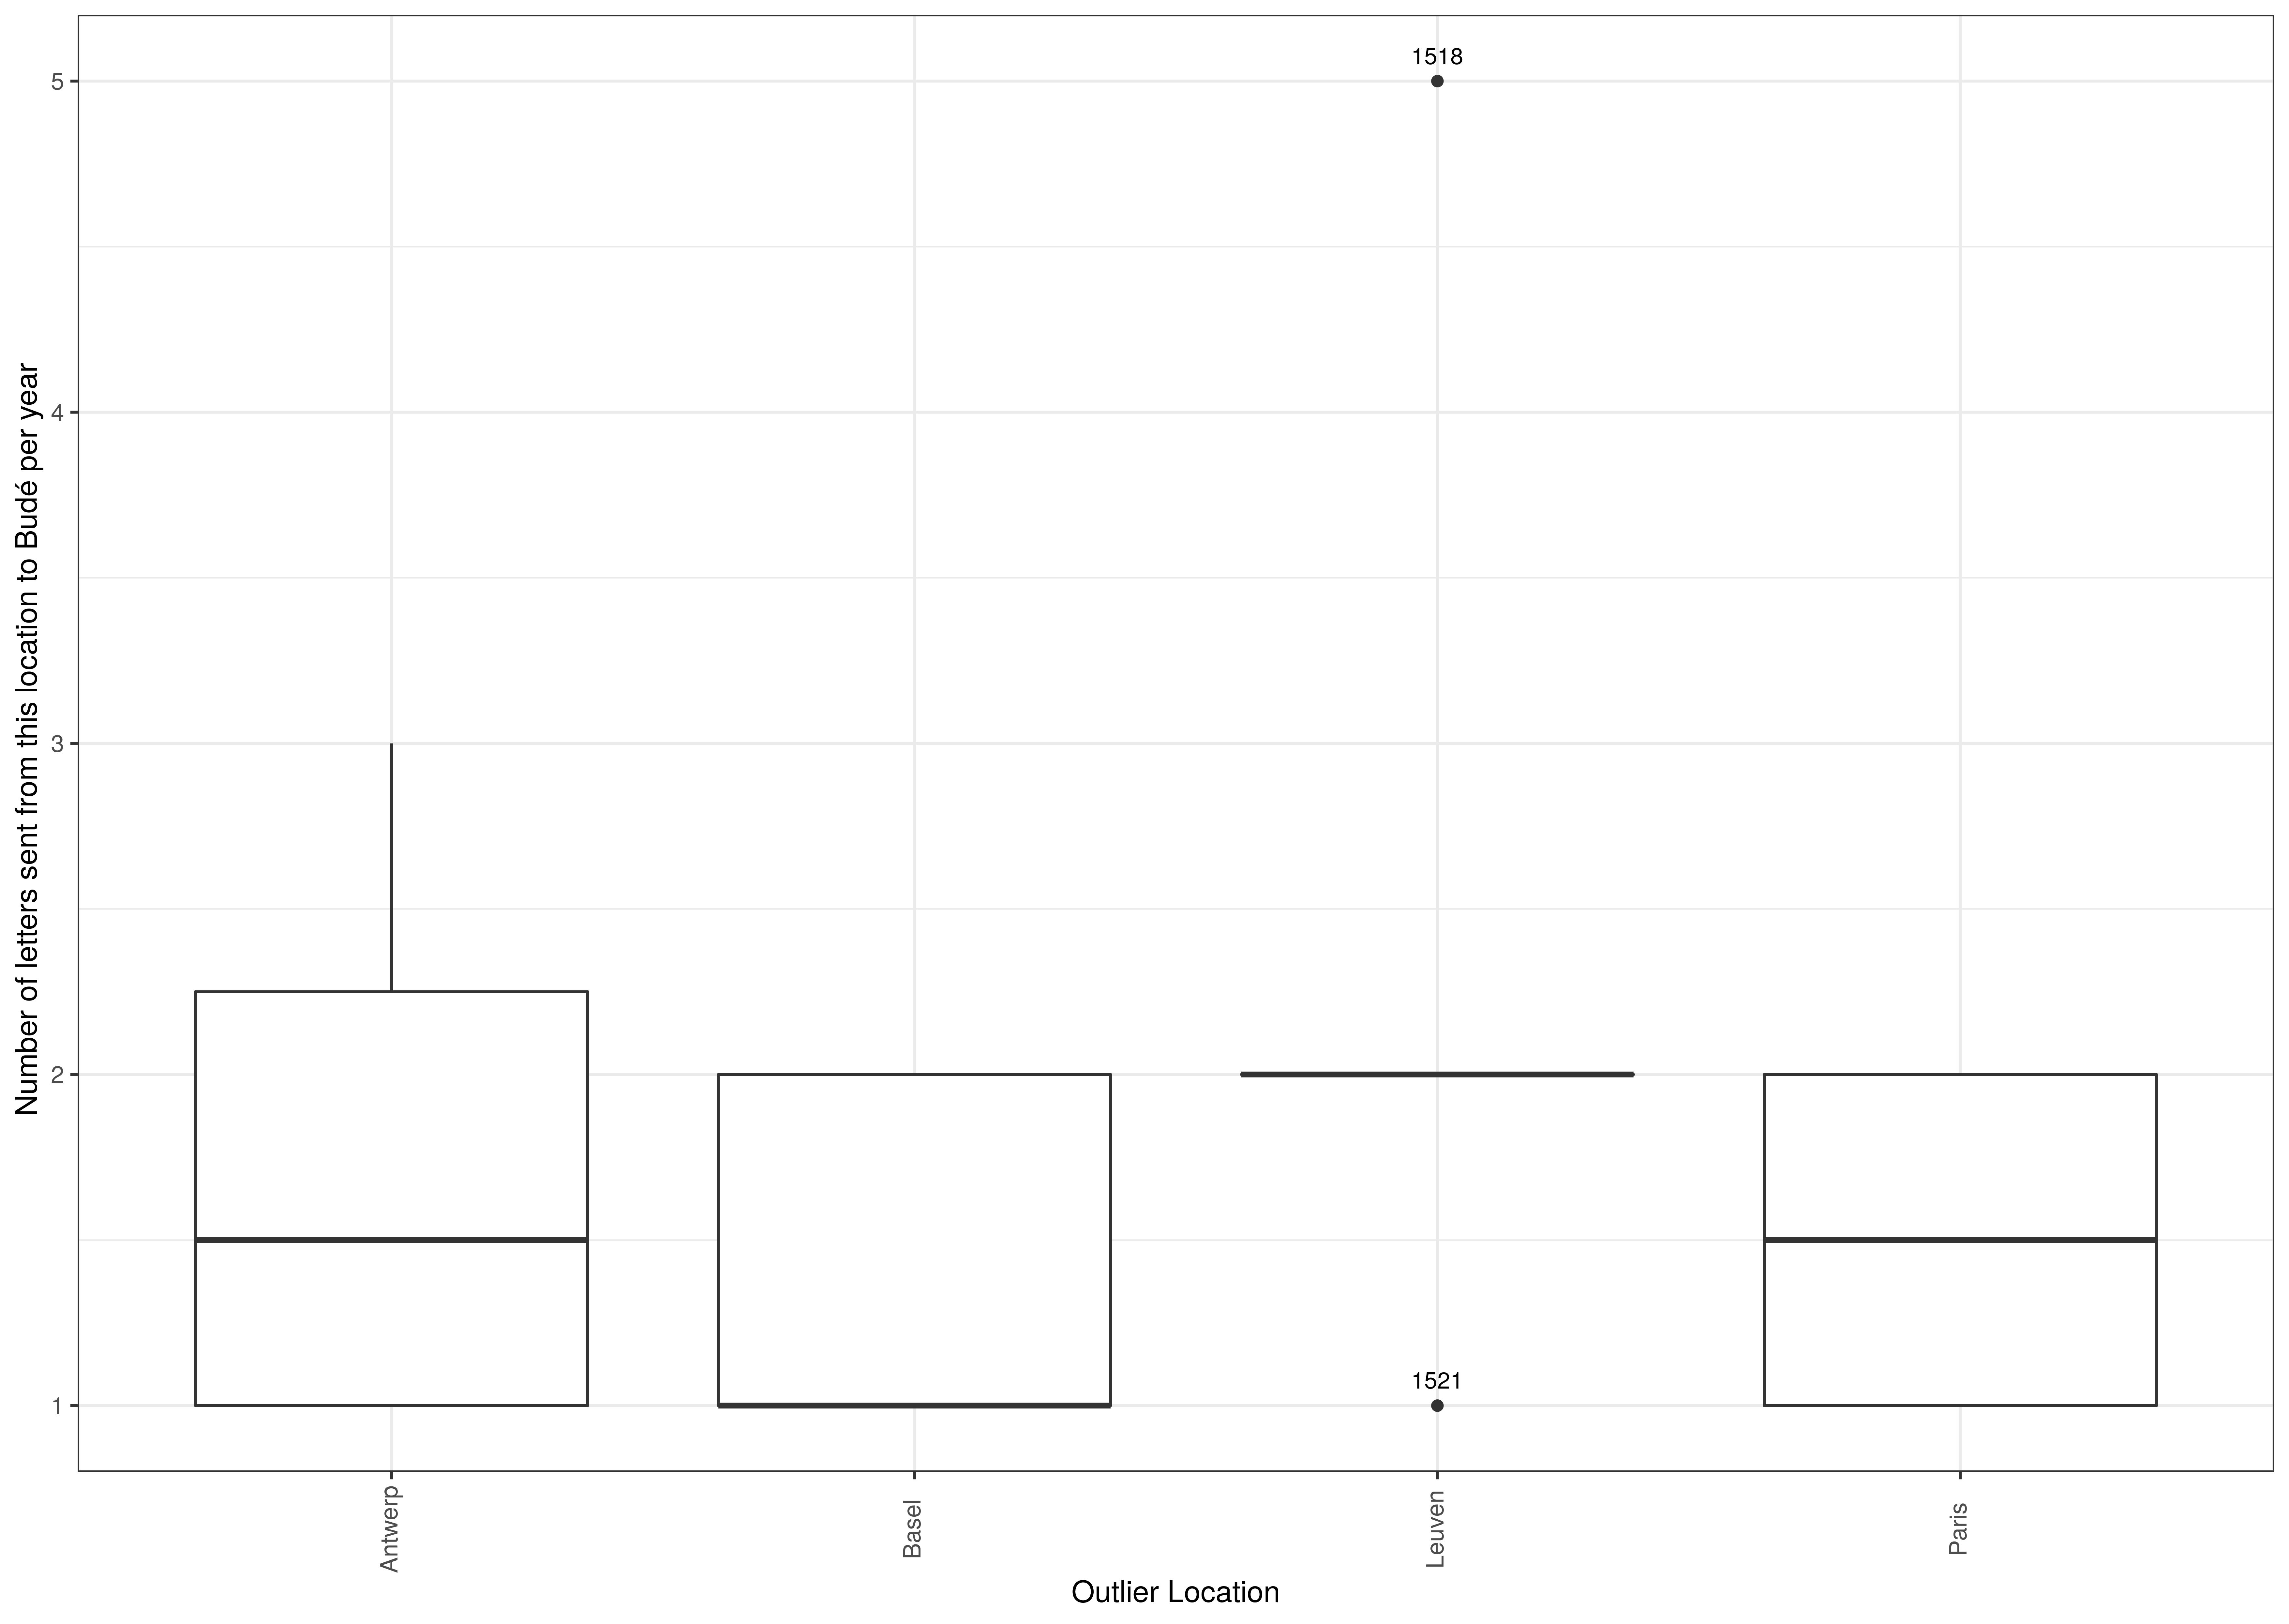 Number of letters sent from this location to Budé per year
5
4
3
2
1
1518
1521
Antwerp
Basel
Leuven
Paris
Outlier Location